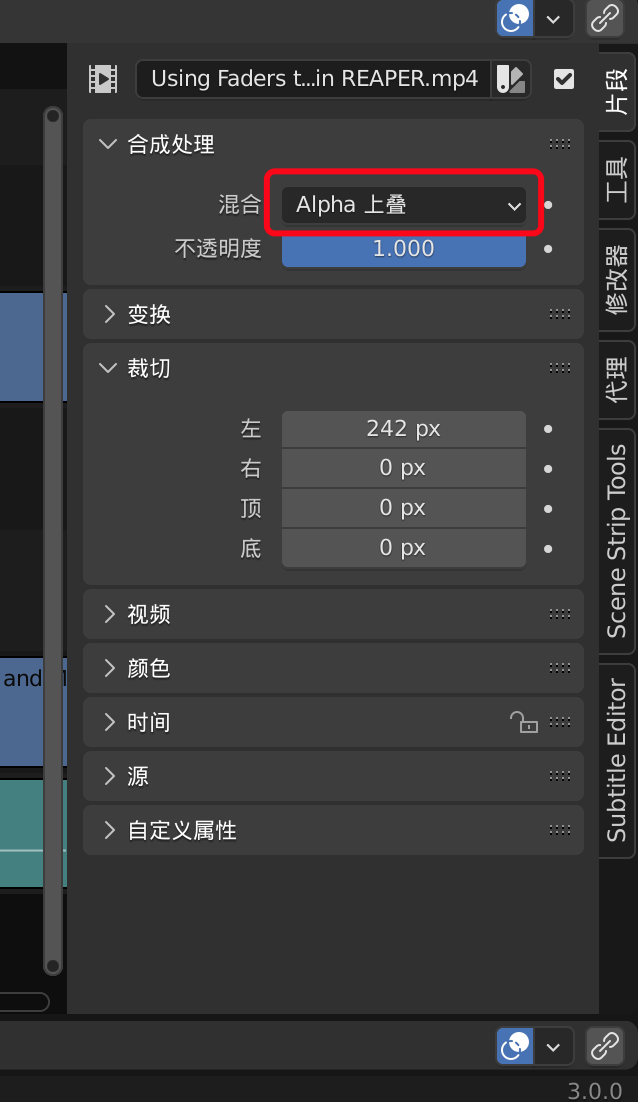 Using Faders t...in REAPER.mp4
合成处理
混合 Alpha 上叠
不透明度 1.000
变换
裁切
左 242 px
右 0 px
顶 0 px
底 0 px
视频
颜色
时间
源
自定义属性
片段
工具
修改器
代理
Scene Strip Tools
Subtitle Editor
and
3.0.0